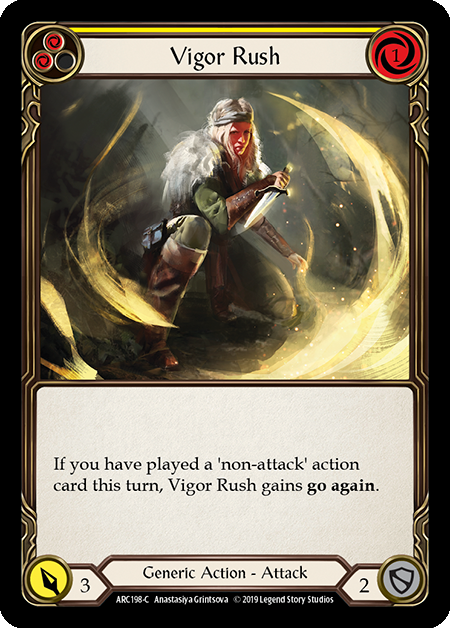 1
Vigor Rush
If you have played a 'non-attack' action
card this turn, Vigor Rush gains go again.
3
Generic Action - Attack
2
ARC198-C Anastasiya Grintsova © 2019 Legend Story Studios